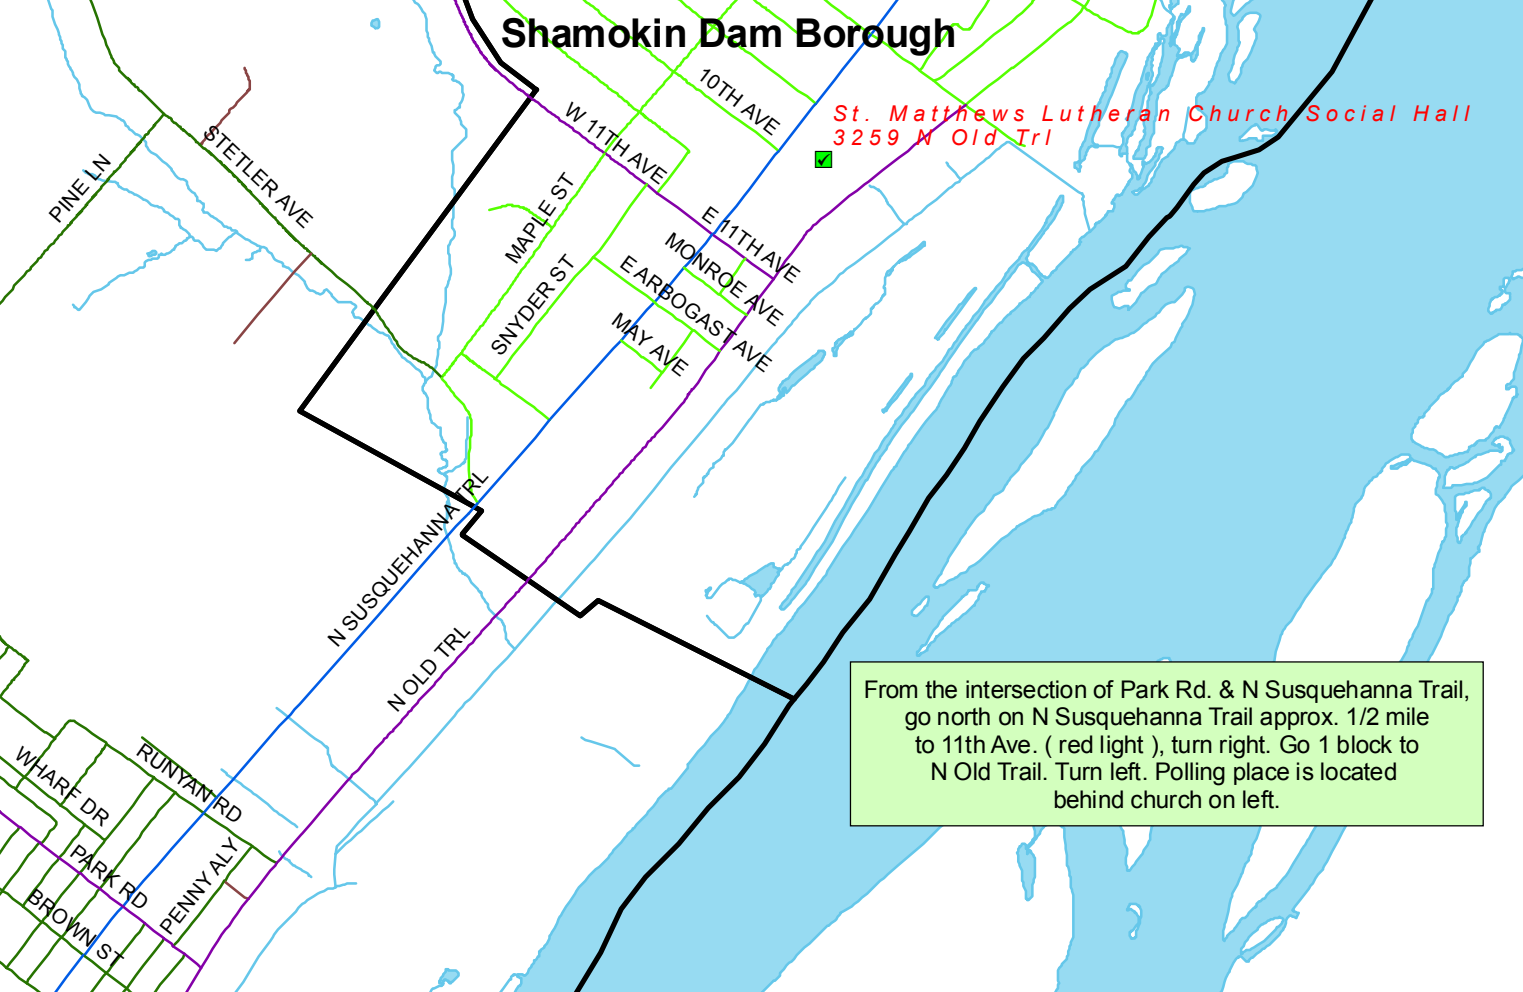 Shamokin Dam Borough
10TH AVE
W 11TH AVE
St. Matthews Lutheran Church Social Hall
3259 N Old Trl
STETLER AVE
PINE LN
MAPLE ST
E 11TH AVE
MONROE AVE
SNYDER ST
E ARBOGAST AVE
MAY AVE
N SUSQUEHANNA TRL
N OLD TRL
From the intersection of Park Rd. & N Susquehanna Trail,
go north on N Susquehanna Trail approx. 1/2 mile
to 11th Ave. ( red light ), turn right. Go 1 block to
N Old Trail. Turn left. Polling place is located
behind church on left.
RUNYAN RD
WHARF DR
PARK RD
PENNY ALY
BROWN ST